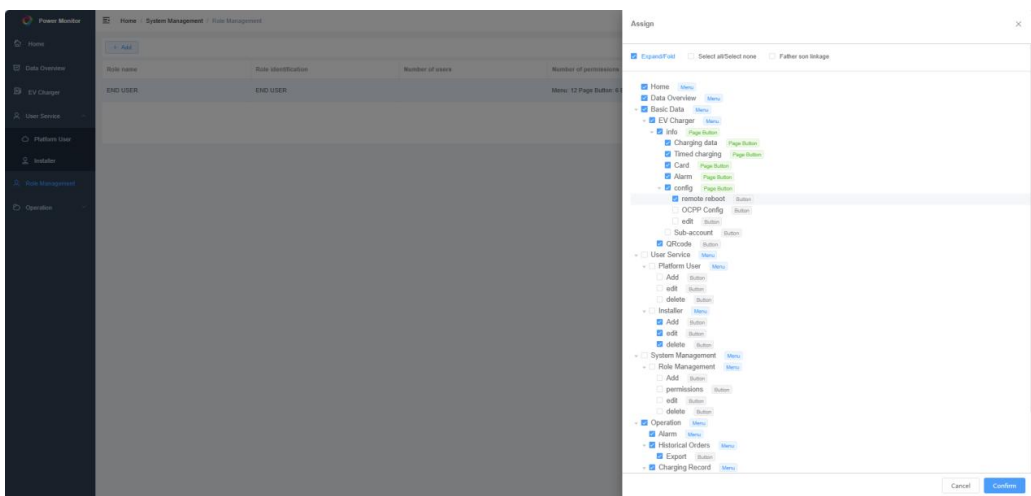 Power Monitor
Home / System Management / Role Management
Home
Data Overview
EV Charger
User Service
Platform User
Installer
Role Management
Operation
+ Add
Role name Role identification Number of users Number of permissions
END USER END USER Menu: 12 Page Button: 6
Assign
Expand/Fold Select all/Select none Father son linkage
Home Menu
Data Overview Menu
Basic Data Menu
EV Charger Menu
info Page Button
Charging data Page Button
Timed charging Page Button
Card Page Button
Alarm Page Button
config Page Button
remote reboot Button
OCPP Config Button
edit Button
Sub-account Button
QRcode Button
User Service Menu
Platform User Menu
Add Button
edit Button
delete Button
Installer Menu
Add Button
edit Button
delete Button
System Management Menu
Role Management Menu
Add Button
permissions Button
edit Button
delete Button
Operation Menu
Alarm Menu
Historical Orders Menu
Export Button
Charging Record Menu
Cancel Confirm